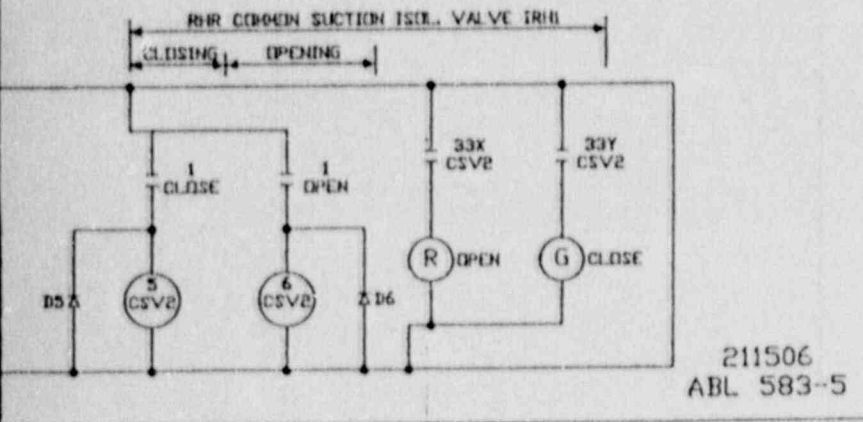 RHR COMMON SUCTION ISOL. VALVE IRHI
CLOSING OPENING
1
CLOSE
1
OPEN
33X
CSV2
33Y
CSV2
R OPEN
G CLOSE
D5
5
CSV2
6
CSV2
D6
211506
ABL 583-5